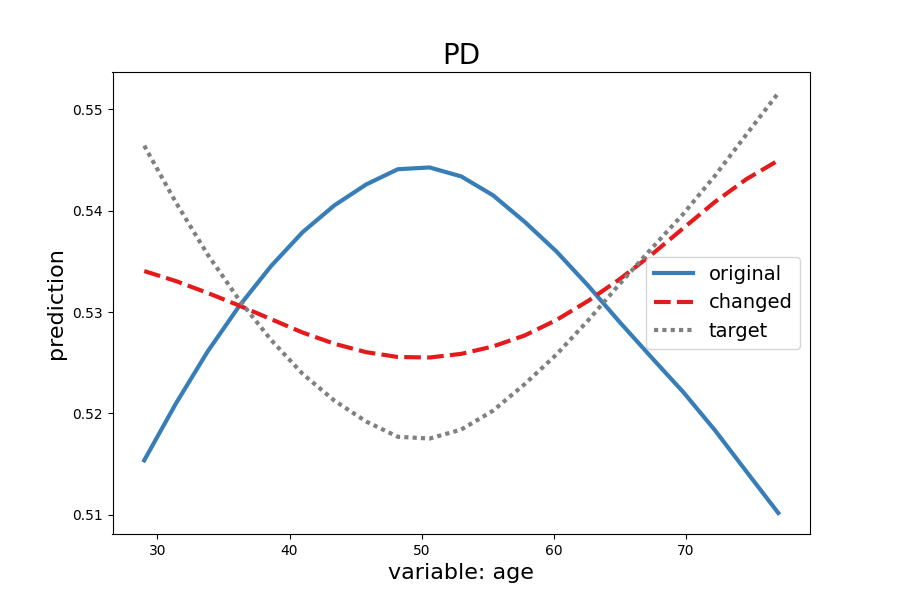 PD
0.55
0.54
0.53
0.52
0.51
prediction
original
changed
target
30 40 50 60 70
variable: age